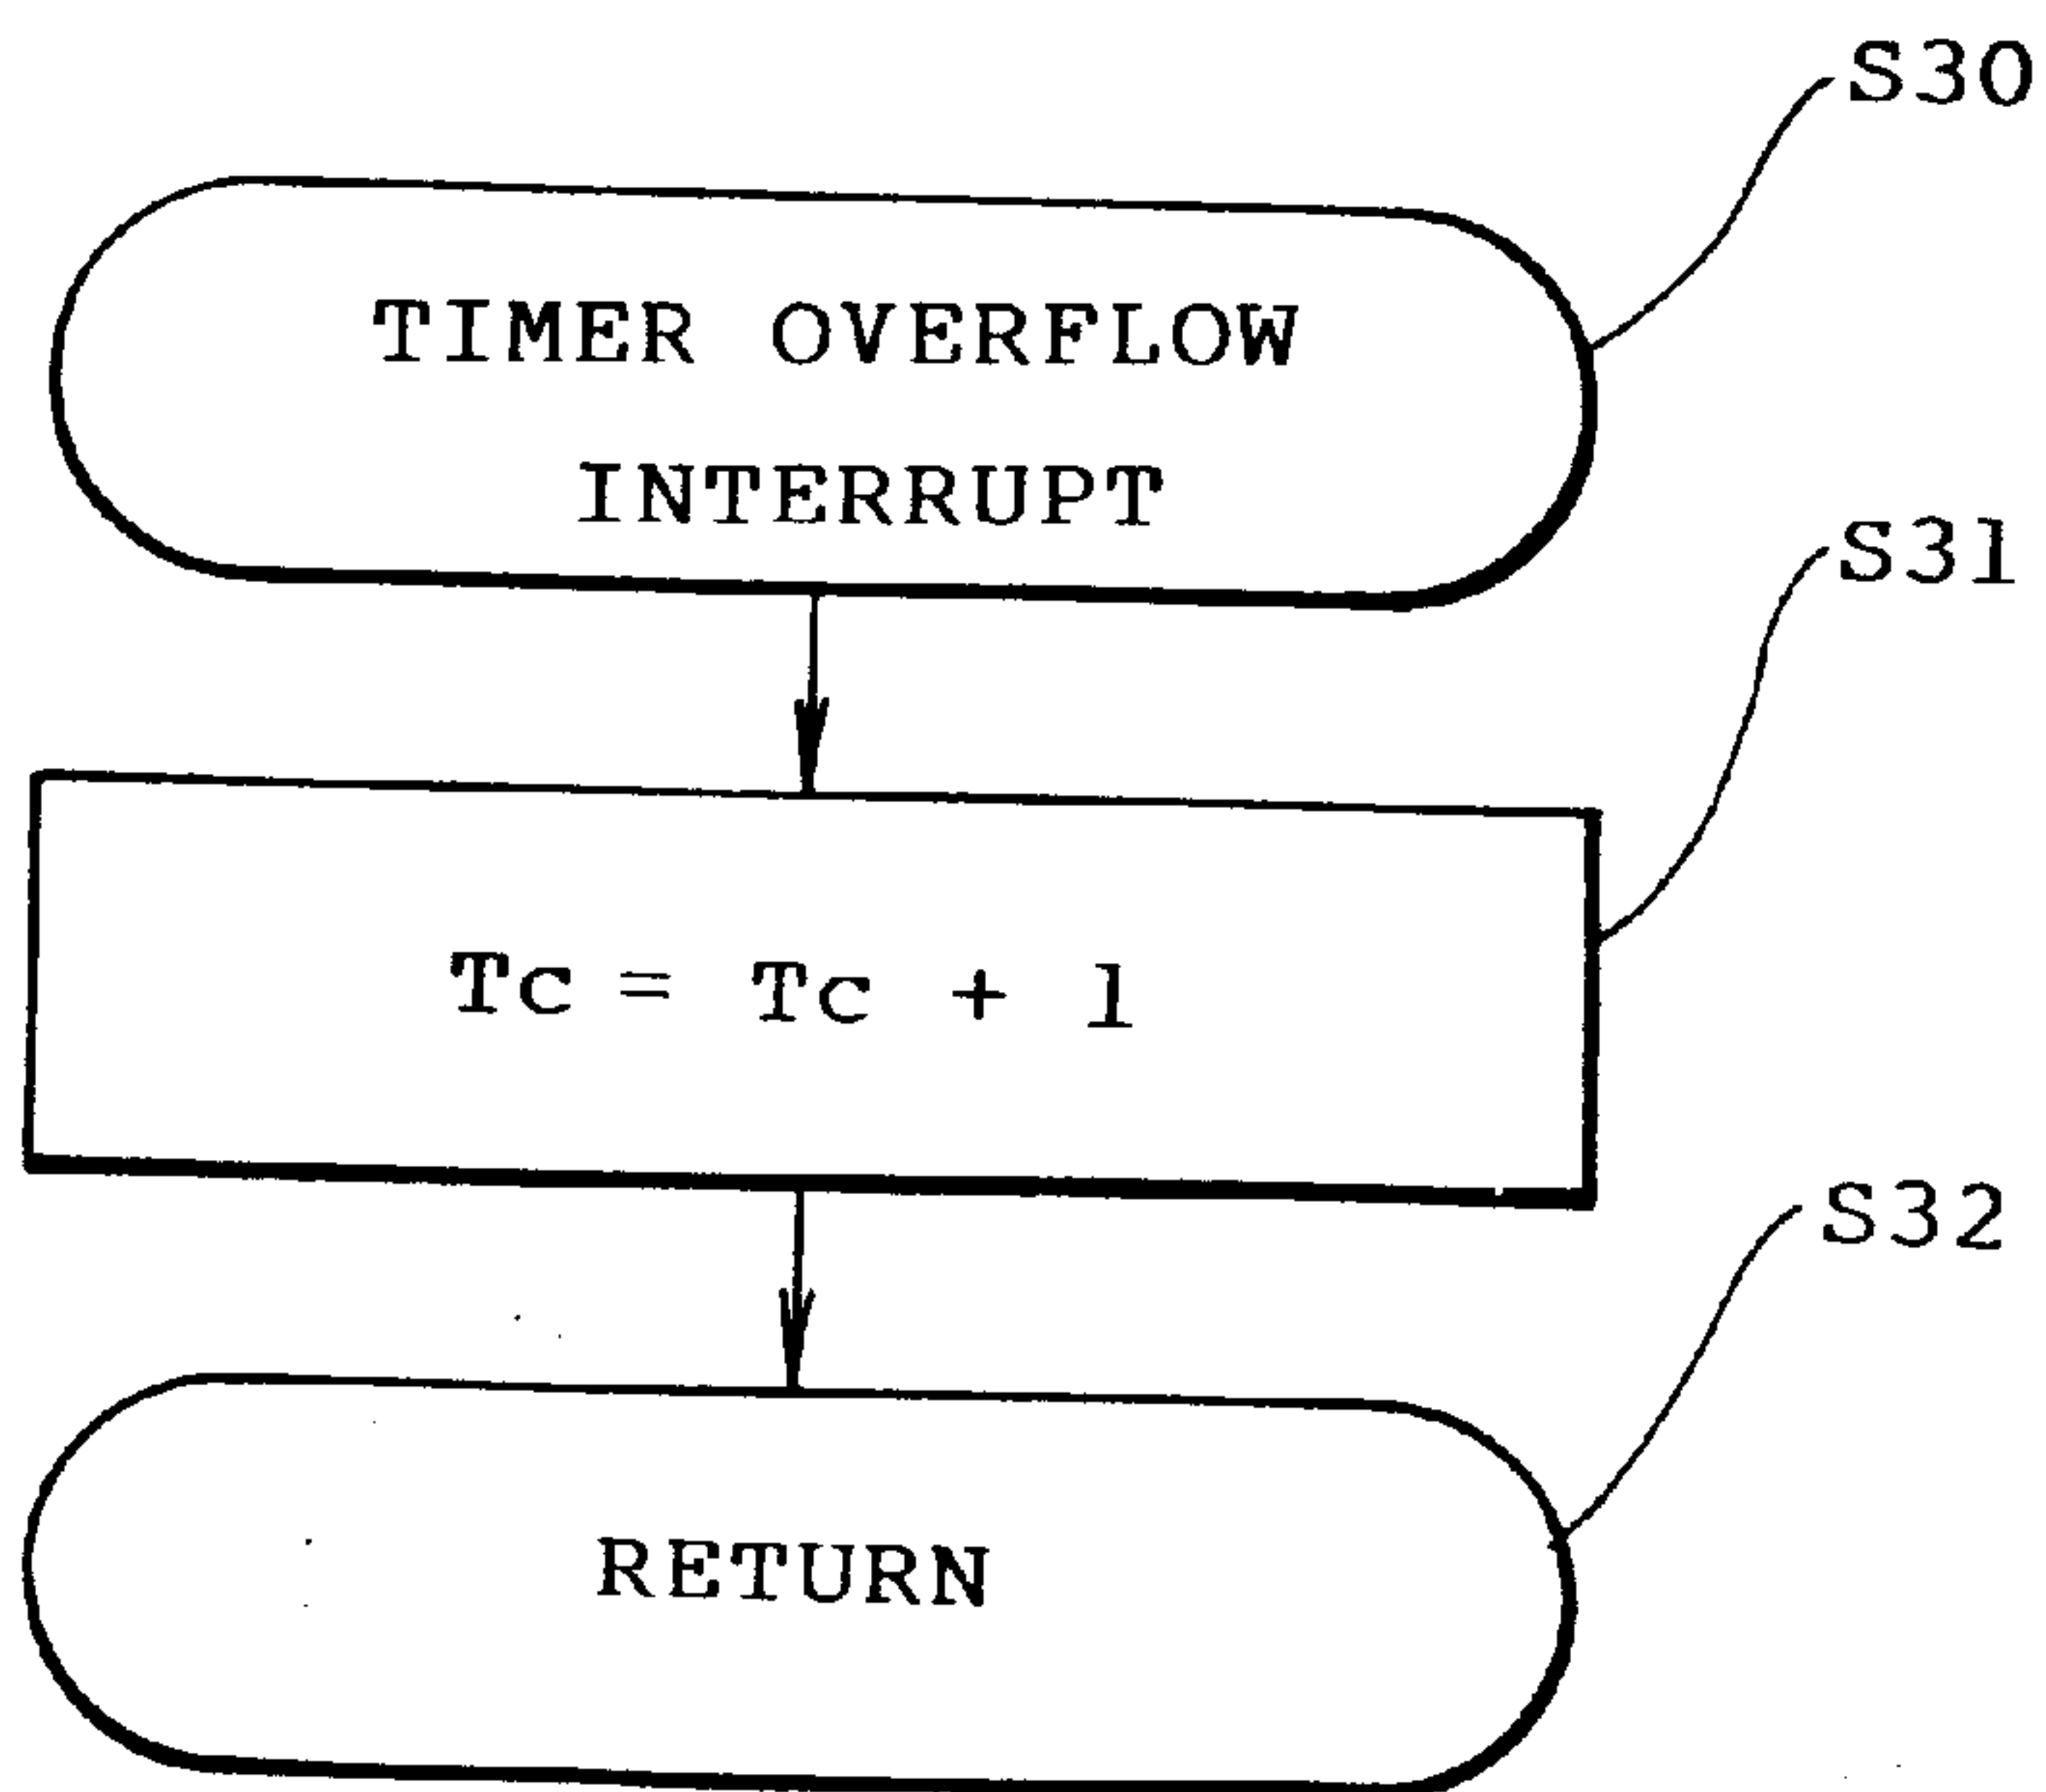 S30
TIMER OVERFLOW
INTERRUPT
S31
Tc = Tc + 1
S32
RETURN